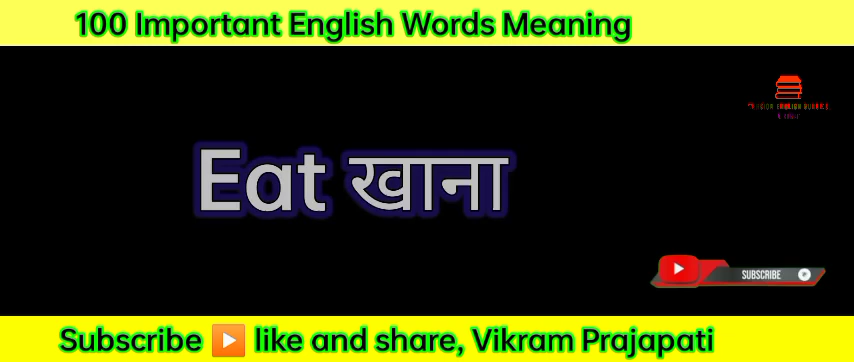 100 Important English Words Meaning
Eat खाना
SUBSCRIBE
Subscribe ▶️ like and share, Vikram Prajapati